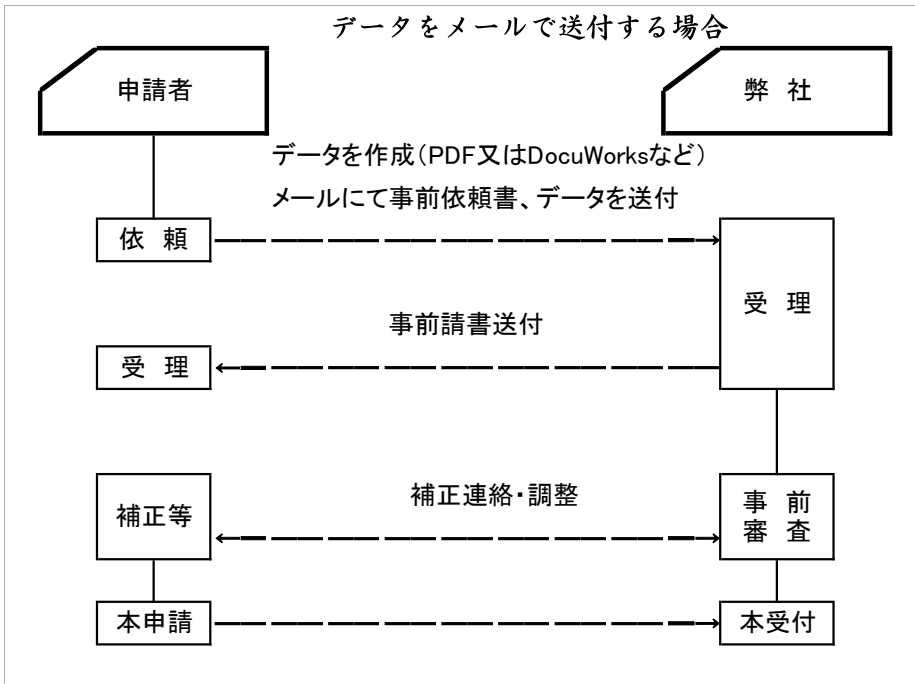 データをメールで送付する場合
申請者
弊 社
データを作成(PDF又はDocuWorksなど)
メールにて事前依頼書、データを送付
依 頼
受 理
事前請書送付
受 理
補正連絡・調整
補正等
事 前
審 査
本申請
本受付